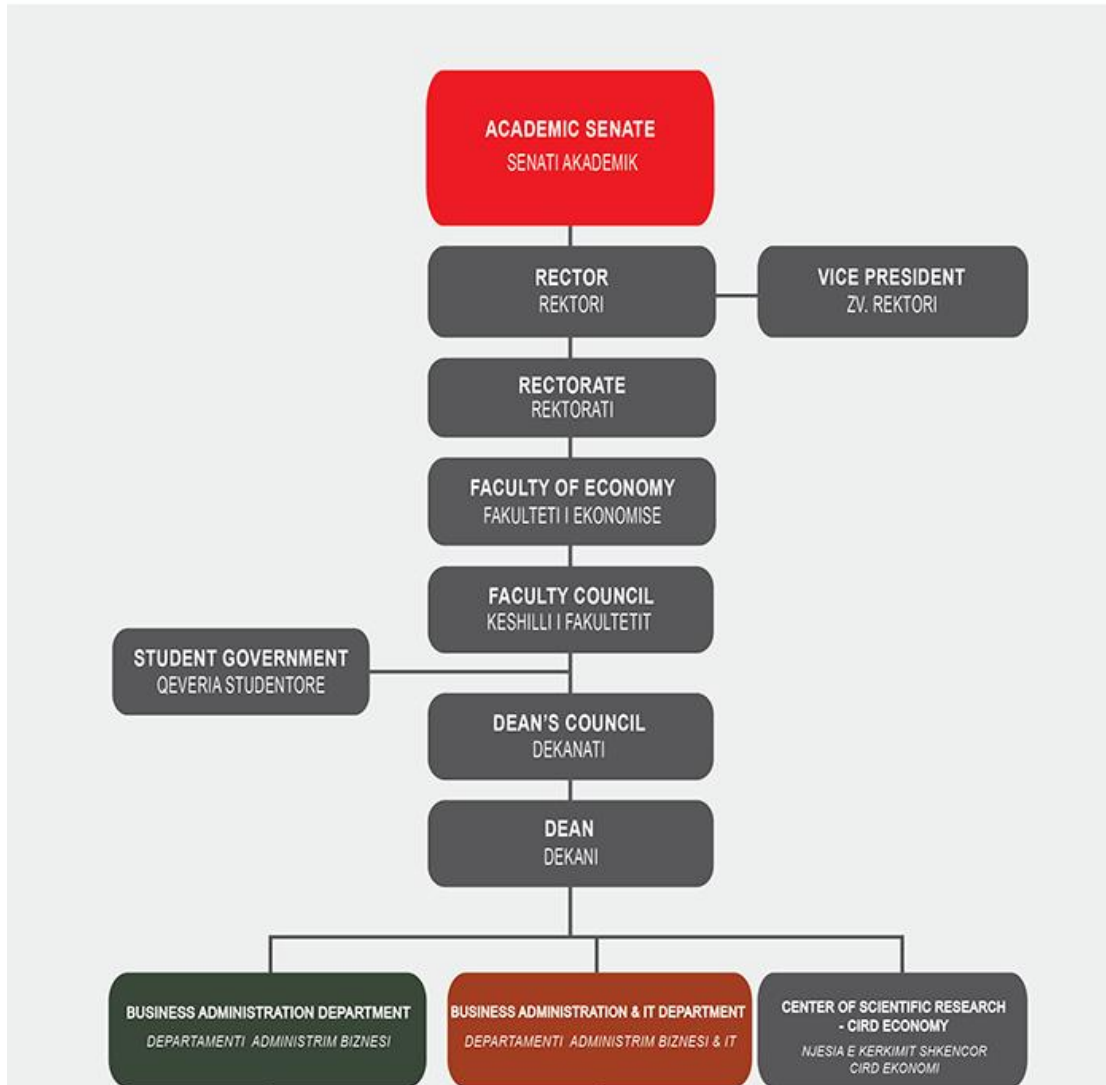 ACADEMIC SENATE
SENATI AKADEMIK
RECTOR
REKTORI
VICE PRESIDENT
ZV. REKTORI
RECTORATE
REKTORATI
FACULTY OF ECONOMY
FAKULTETI I EKONOMISE
FACULTY COUNCIL
KESHILLI I FAKULTETIT
STUDENT GOVERNMENT
QEVERIA STUDENTORE
DEAN'S COUNCIL
DEKANATI
DEAN
DEKANI
BUSINESS ADMINISTRATION DEPARTMENT
DEPARTAMENTI ADMINISTRIM BIZNESI
BUSINESS ADMINISTRATION & IT DEPARTMENT
DEPARTAMENTI ADMINISTRIM BIZNESI & IT
CENTER OF SCIENTIFIC RESEARCH
- CIRD ECONOMY
NJESIA E KERKIMIT SHKENCOR
CIRD EKONOMI